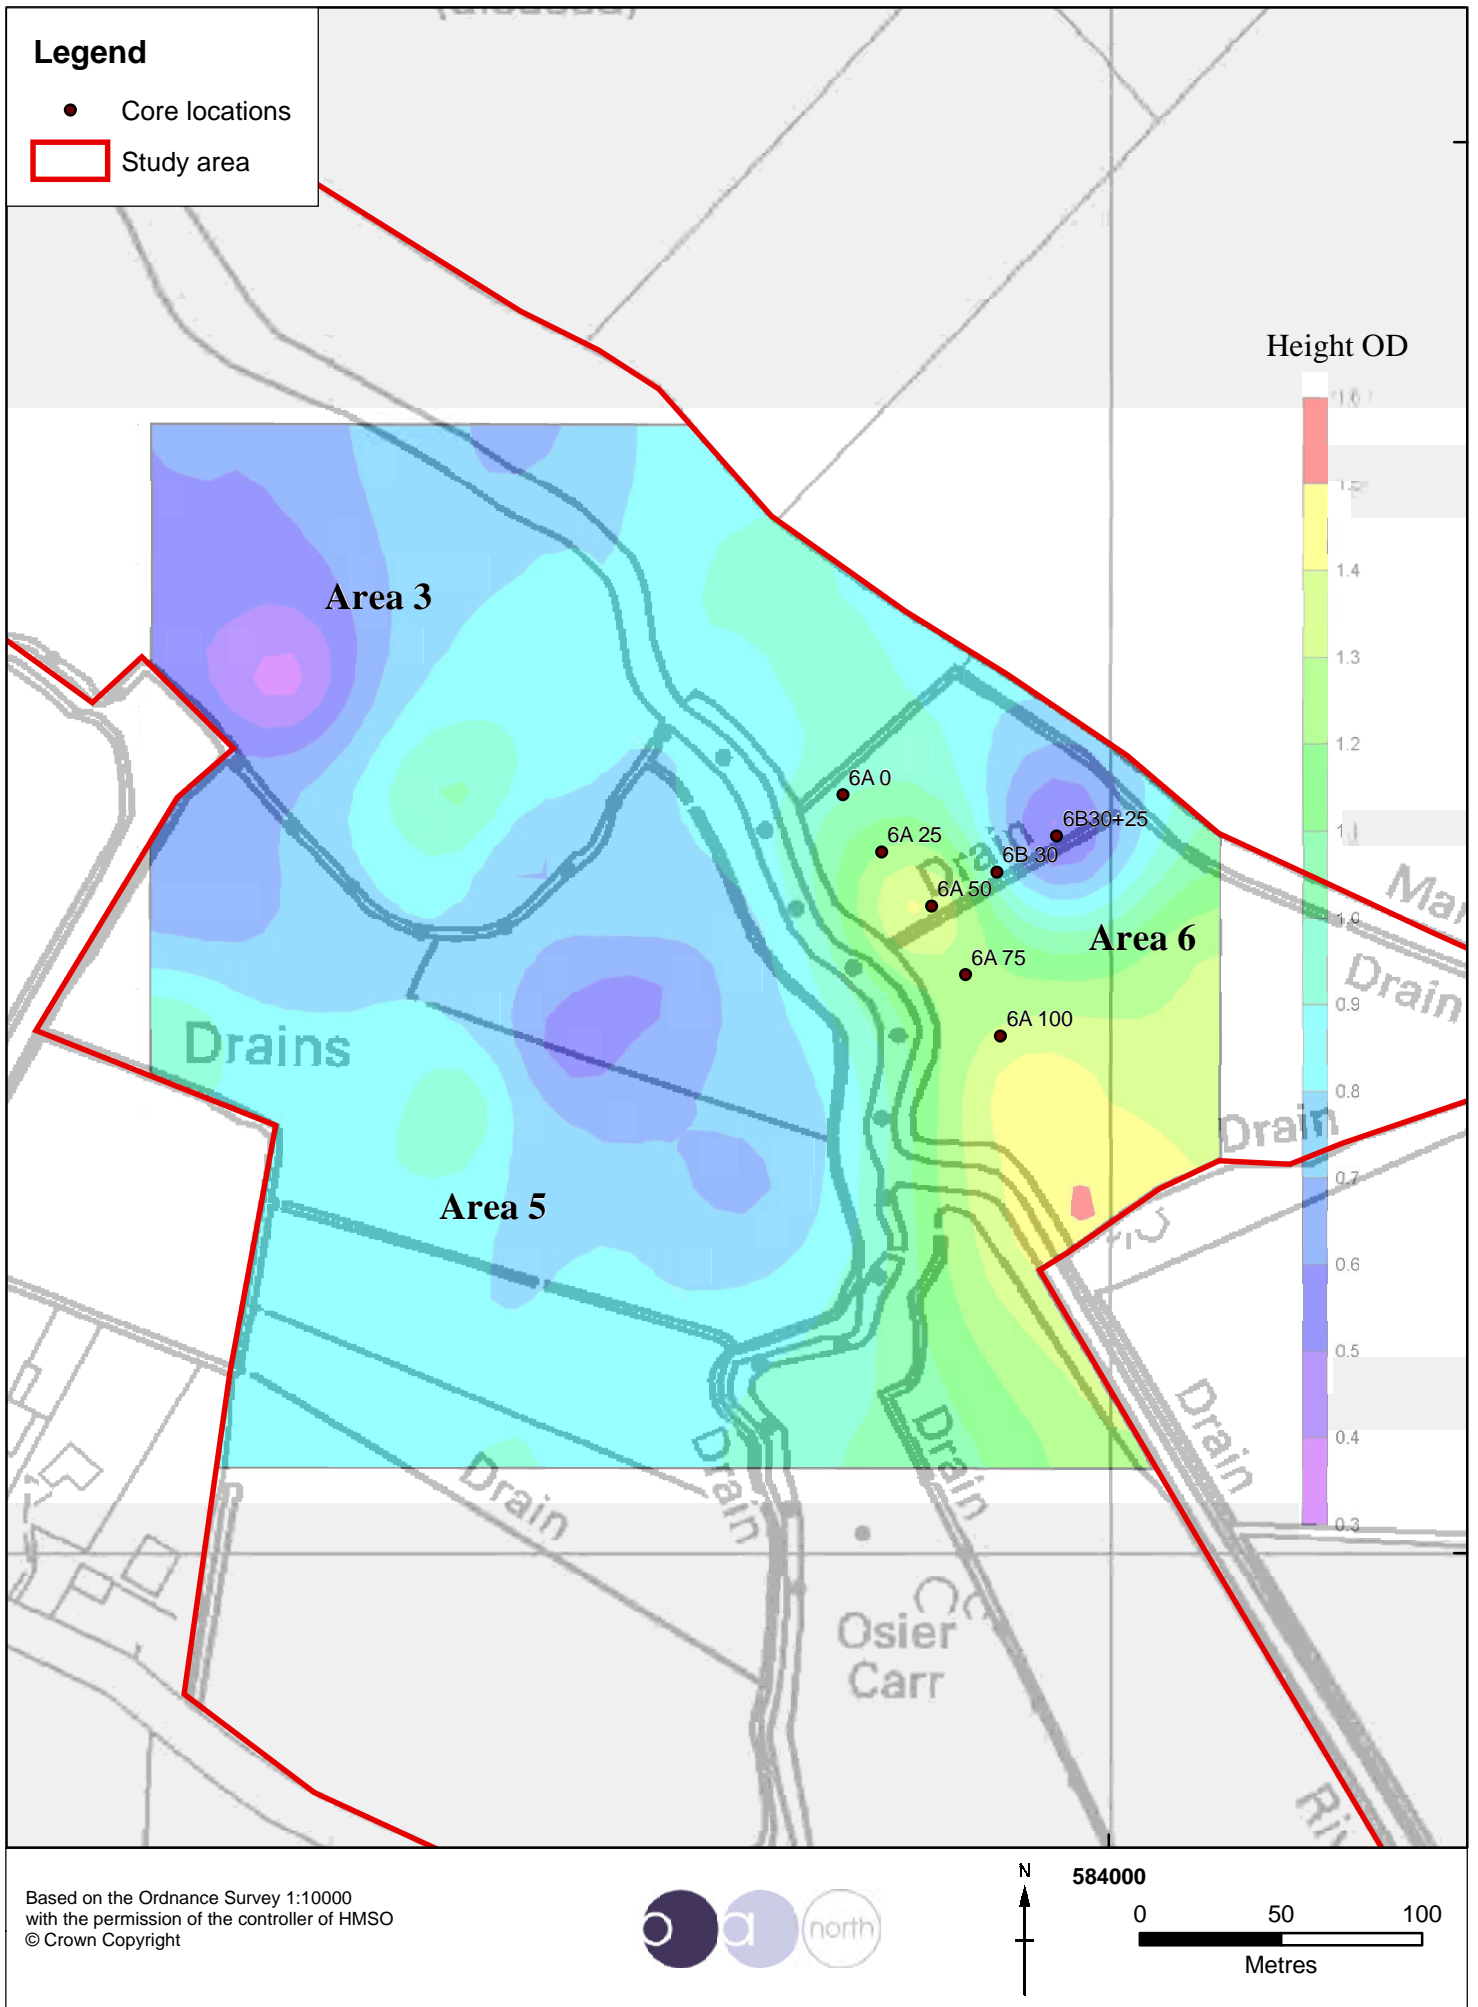 Legend
Core locations
Study area
Height OD
1.4
1.3
1.2
1.1
1.0
0.9
0.8
0.7
0.6
0.5
0.4
0.3
Area 3
6A 0
6A 25
6B30+25
6B 30
Drain
6A 50
Area 6
6A 75
6A 100
Drain
Drains
Drain
Area 5
Drain
Drain
Drain
Drain
Osier
Carr
Based on the Ordnance Survey 1:10000
with the permission of the controller of HMSO
© Crown Copyright
o a north
N
584000
0 50 100
Metres